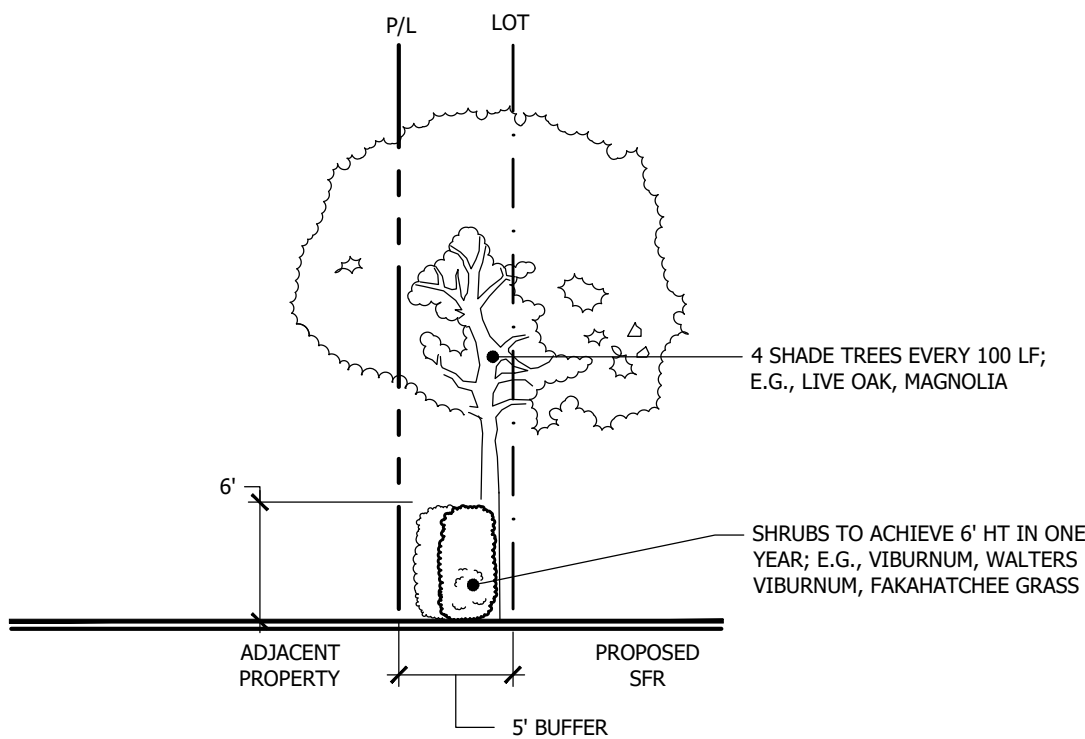 P/L
LOT
4 SHADE TREES EVERY 100 LF;
E.G., LIVE OAK, MAGNOLIA
6'
SHRUBS TO ACHIEVE 6' HT IN ONE
YEAR; E.G., VIBURNUM, WALTERS
VIBURNUM, FAKAHATCHEE GRASS
ADJACENT
PROPERTY
PROPOSED
SFR
5' BUFFER